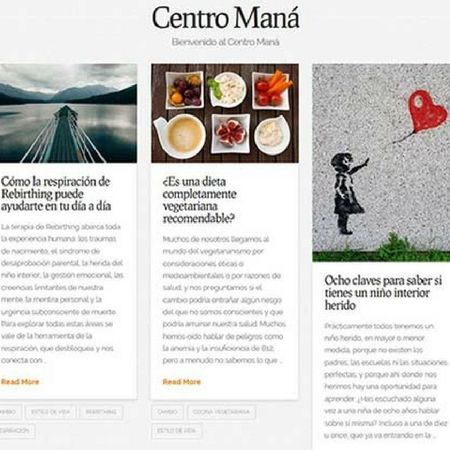 Centro Maná
Bienvenido al Centro Maná
Cómo la respiración de
Rebirthing puede
ayudarte en tu día a día
La terapia de Rebirthing abarca toda
la experiencia humana: los traumas
de nacimiento, el síndrome de
desaprobación parental, la herida del
niño interior, la gestión emocional, las
creencias limitantes de nuestra
mente, la mentira personal y la
urgencia subconsciente de muerte
Para explorar todas estas áreas se
vale de la herramienta de la
respiración, que desbloquea y nos
conecta con ...
Read More
CAMBIO
ESTILO DE VIDA
REBIRTHING
RESPIRACIÓN
¿Es una dieta
completamente
vegetariana
recomendable?
Muchos de nosotros llegamos al
mundo del vegetarianismo por
consideraciones éticas o
medioambientales o por razones de
salud, y nos preguntamos si el
cambio podría entrañar algún riesgo
del que no somos conscientes y que
podría arruinar nuestra salud. Muchos
hemos oído hablar de peligros como
la anemia y la insuficiencia de B12,
pero a menudo no sabemos lo que ...
Read More
CAMBIO
COCINA VEGETARIANA
ESTILO DE VIDA
Ocho claves para saber si
tienes un niño interior
herido
Prácticamente todos tenemos un
niño herido, en mayor o menor
medida, porque no existen los
padres, las escuelas ni las situaciones
perfectas, y porque ahí donde nos
herimos hay una oportunidad para
aprender. ¿Has escuchado alguna
vez a una niña de ocho años hablar
sobre sí misma? Incluso a una de diez
u once, que ya va entrando en la ...